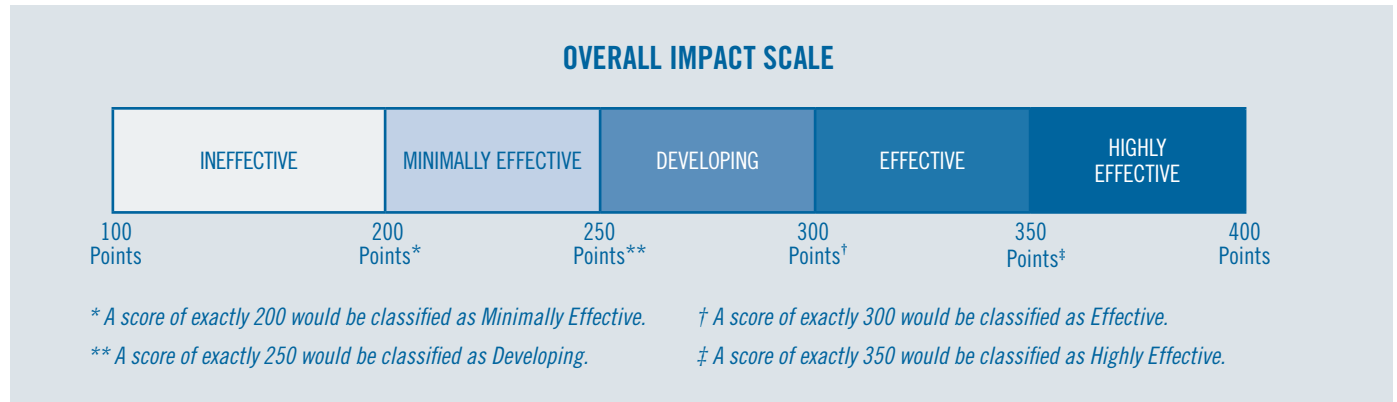 OVERALL IMPACT SCALE
INEFFECTIVE
MINIMALLY EFFECTIVE
DEVELOPING
EFFECTIVE
HIGHLY
EFFECTIVE
100
Points
200
Points*
250
Points**
300
Points†
350
Points‡
400
Points
* A score of exactly 200 would be classified as Minimally Effective.
** A score of exactly 250 would be classified as Developing.
† A score of exactly 300 would be classified as Effective.
‡ A score of exactly 350 would be classified as Highly Effective.